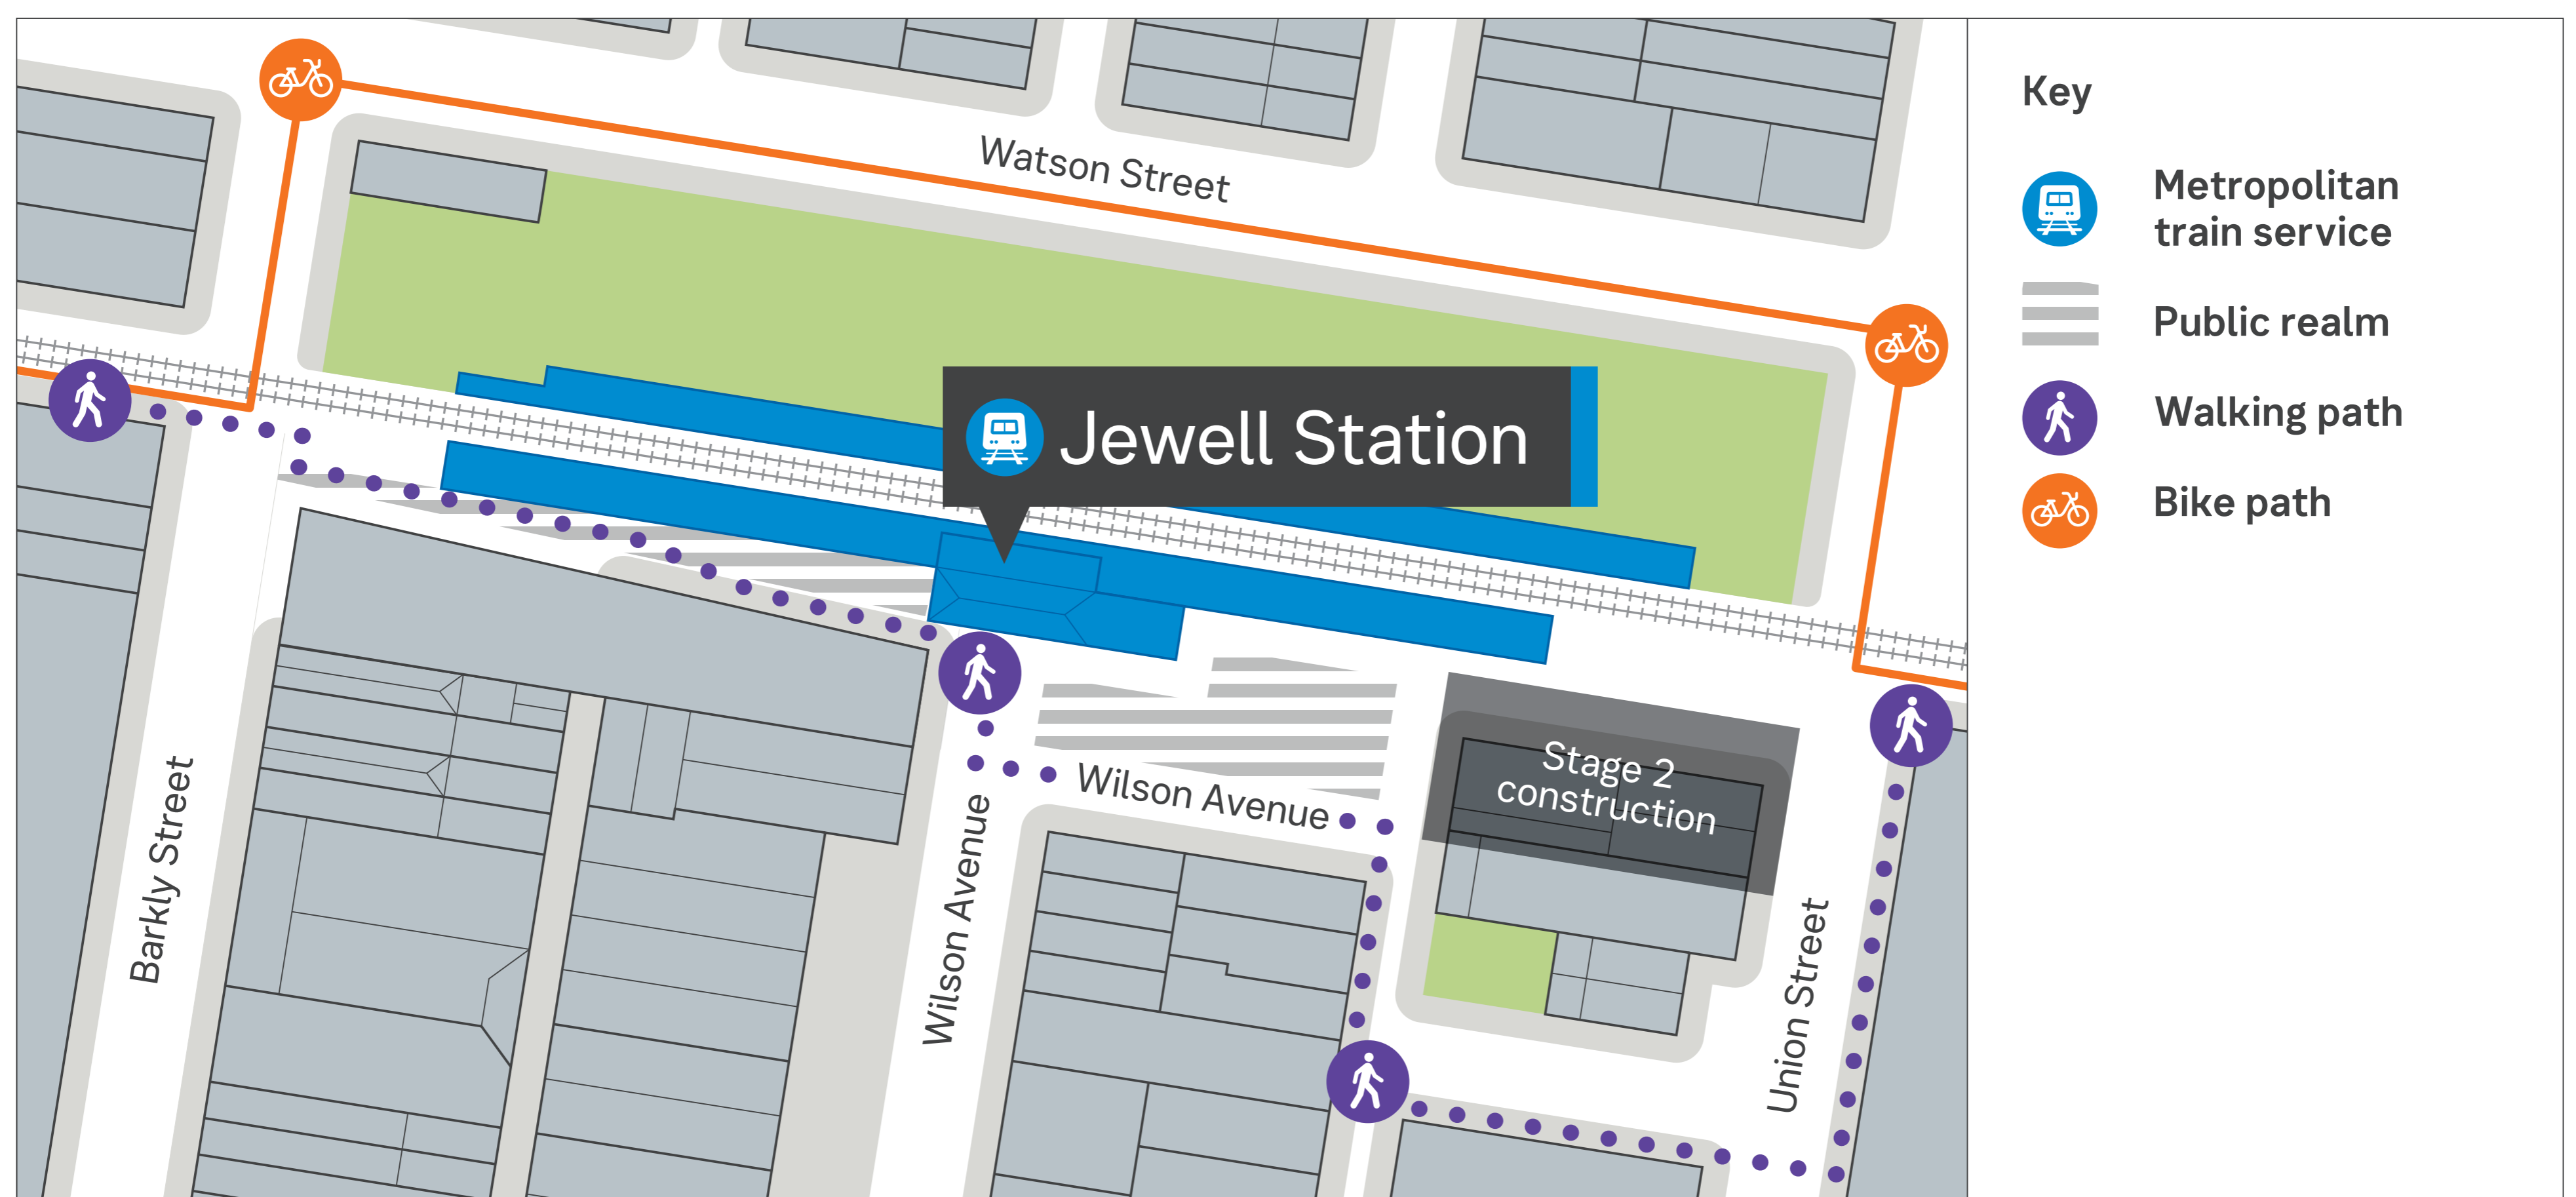 Watson Street
Jewell Station
Stage 2
construction
Wilson Avenue
Wilson Avenue
Barkly Street
Union Street
Key
Metropolitan
train service
Public realm
Walking path
Bike path